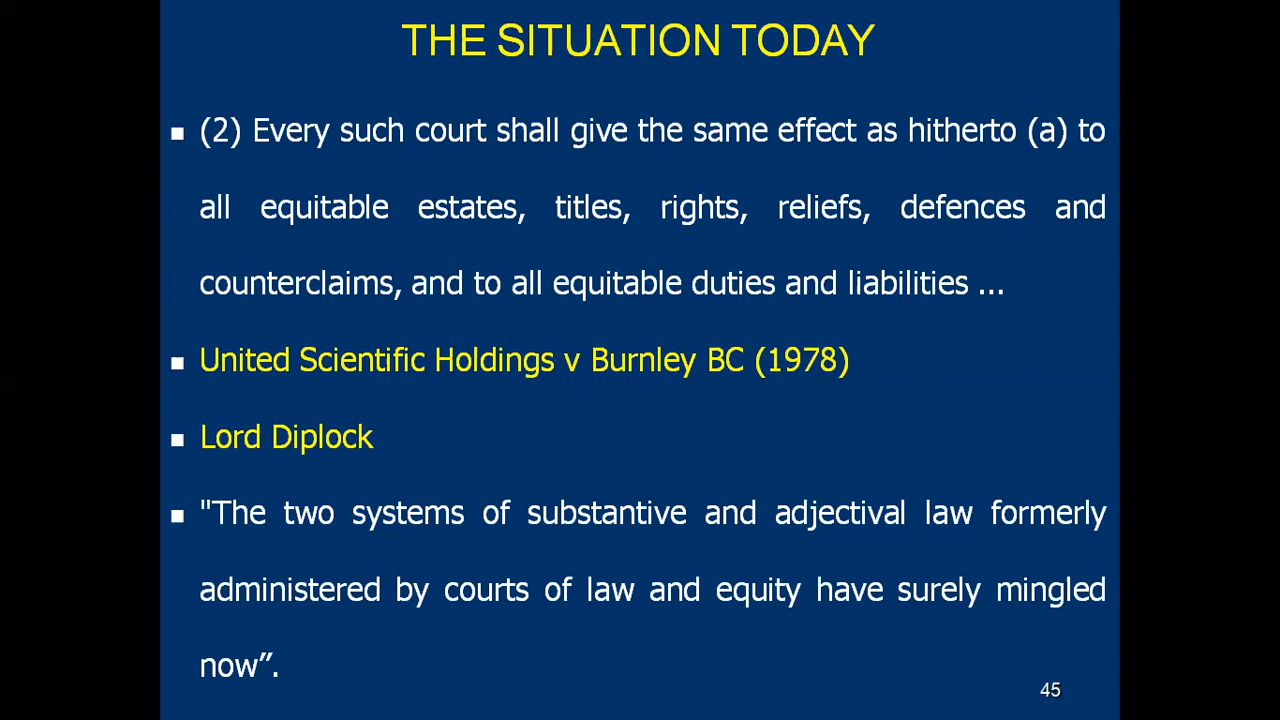 THE SITUATION TODAY
▪ (2) Every such court shall give the same effect as hitherto (a) to
all equitable estates, titles, rights, reliefs, defences and
counterclaims, and to all equitable duties and liabilities ...
▪ United Scientific Holdings v Burnley BC (1978)
▪ Lord Diplock
▪ "The two systems of substantive and adjectival law formerly
administered by courts of law and equity have surely mingled
now”.
45